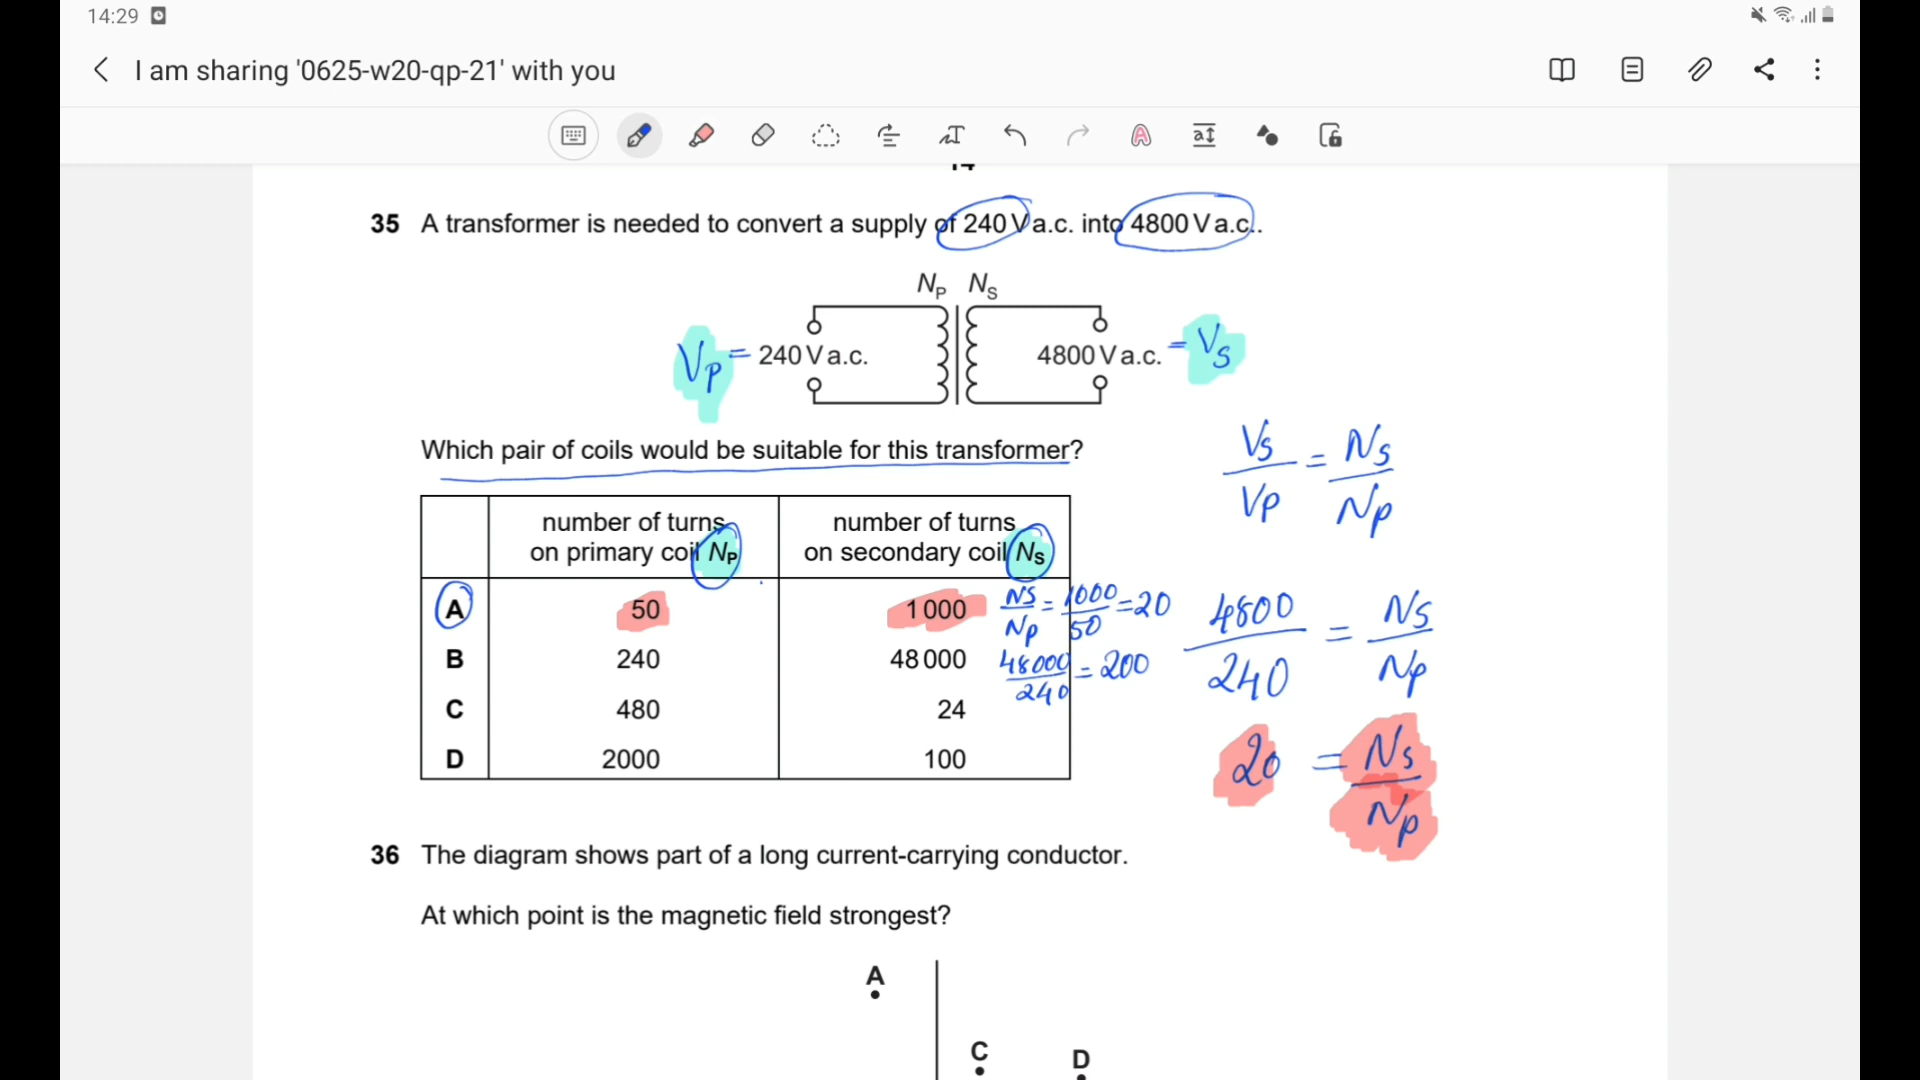 14:29
I am sharing '0625-w20-qp-21' with you
14
35 A transformer is needed to convert a supply of 240 V a.c. into 4800 V a.c..
NP NS
VP = 240 V a.c. 4800 V a.c. = VS
Which pair of coils would be suitable for this transformer?
VS/VP = NS/NP
number of turns on primary coil NP
number of turns on secondary coil NS
A 50 1000 NS/NP = 1000/50 = 20
B 240 48000 48000/240 = 200
C 480 24
D 2000 100
4800/240 = NS/NP
20 = NS/NP
36 The diagram shows part of a long current-carrying conductor.
At which point is the magnetic field strongest?
A
C
D